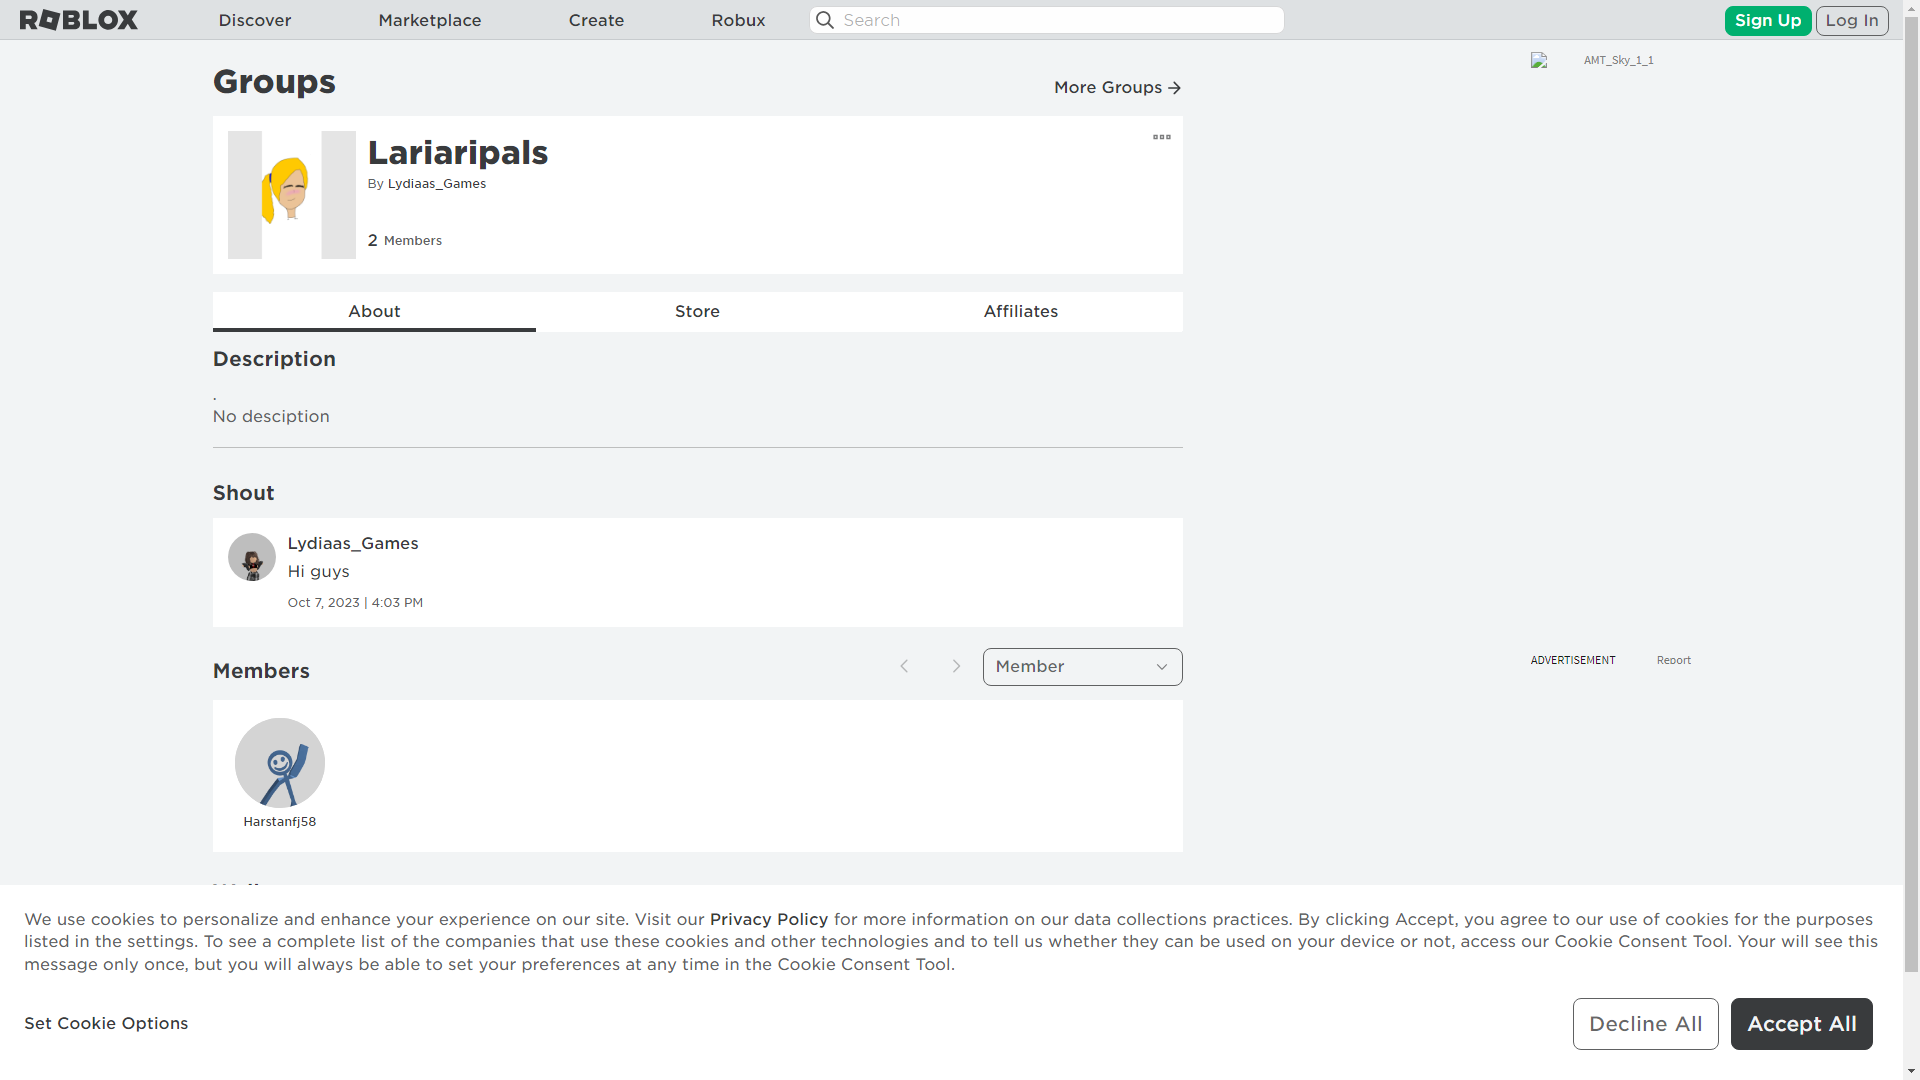 ROBLOX
Discover
Marketplace
Create
Robux
Search
Sign Up
Log In
Groups
More Groups
AMT_Sky_1_1
Lariaripals
By Lydiaas_Games
2 Members
About
Store
Affiliates
Description
.
No desciption
Shout
Lydiaas_Games
Hi guys
Oct 7, 2023 | 4:03 PM
Members
Member
ADVERTISEMENT
Report
Harstanfj58
We use cookies to personalize and enhance your experience on our site. Visit our Privacy Policy for more information on our data collections practices. By clicking Accept, you agree to our use of cookies for the purposes
listed in the settings. To see a complete list of the companies that use these cookies and other technologies and to tell us whether they can be used on your device or not, access our Cookie Consent Tool. Your will see this
message only once, but you will always be able to set your preferences at any time in the Cookie Consent Tool.
Set Cookie Options
Decline All
Accept All